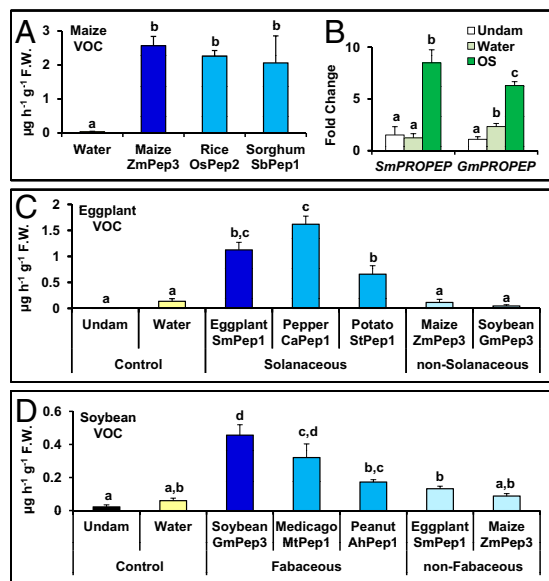 A
Maize
VOC
µg h⁻¹ g⁻¹ F.W.
3
2
1
0
a
b
b
b
Water
Maize
ZmPep3
Rice
OsPep2
Sorghum
SbPep1
B
Undam
Water
OS
Fold Change
10
5
0
a
a
b
a
b
c
SmPROPEP
GmPROPEP
C
Eggplant
VOC
µg h⁻¹ g⁻¹ F.W.
2
1.5
1
0.5
0
a
a
b,c
c
b
a
a
Undam
Water
Eggplant
SmPep1
Pepper
CaPep1
Potato
StPep1
Maize
ZmPep3
Soybean
GmPep3
Control
Solanaceous
non-Solanaceous
D
Soybean
VOC
µg h⁻¹ g⁻¹ F.W.
0.6
0.4
0.2
0
a
a,b
d
c,d
b,c
b
a,b
Undam
Water
Soybean
GmPep3
Medicago
MtPep1
Peanut
AhPep1
Eggplant
SmPep1
Maize
ZmPep3
Control
Fabaceous
non-Fabaceous